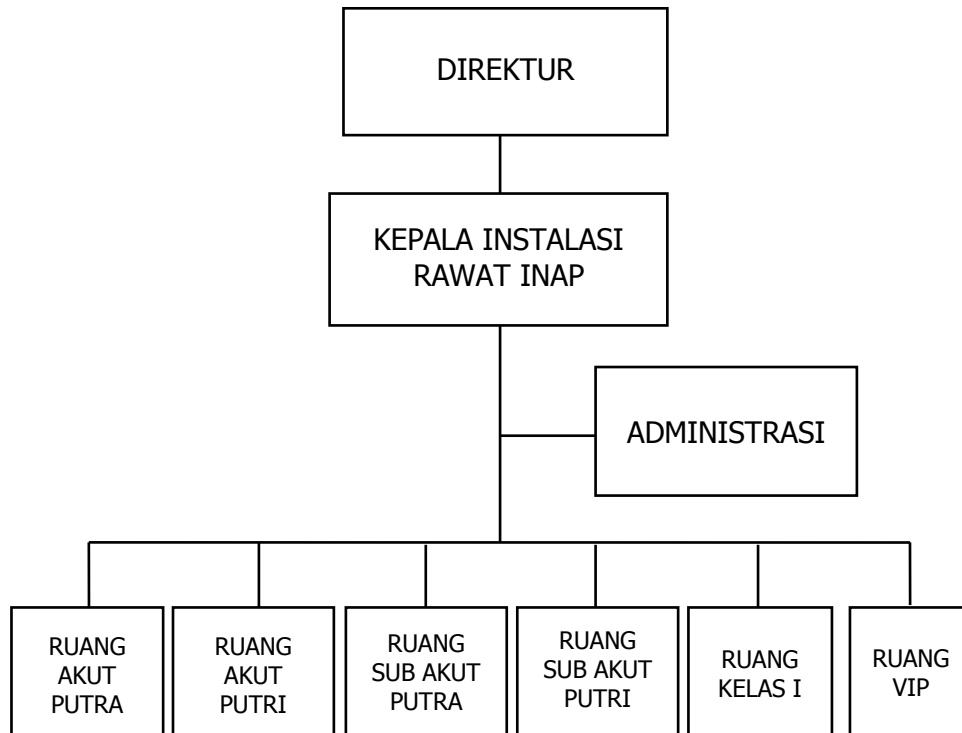 DIREKTUR
KEPALA INSTALASI
RAWAT INAP
ADMINISTRASI
RUANG
AKUT
PUTRA
RUANG
AKUT
PUTRI
RUANG
SUB AKUT
PUTRA
RUANG
SUB AKUT
PUTRI
RUANG
KELAS I
RUANG
VIP